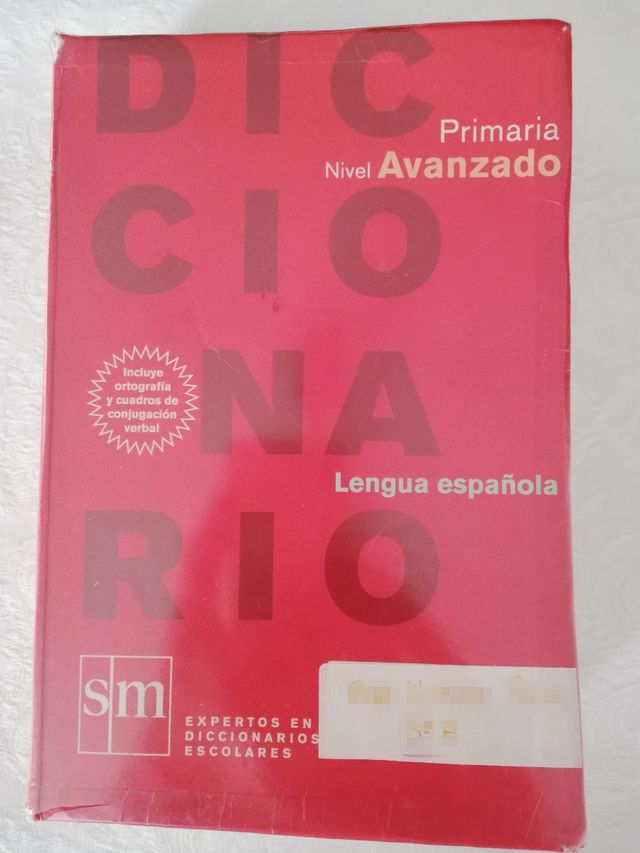 DIC
Primaria
Nivel Avanzado
CIO
Incluye
ortografía
y cuadros de
conjugación
verbal
NA
Lengua española
RIO
sm
EXPERTOS EN
DICCIONARIOS
ESCOLARES